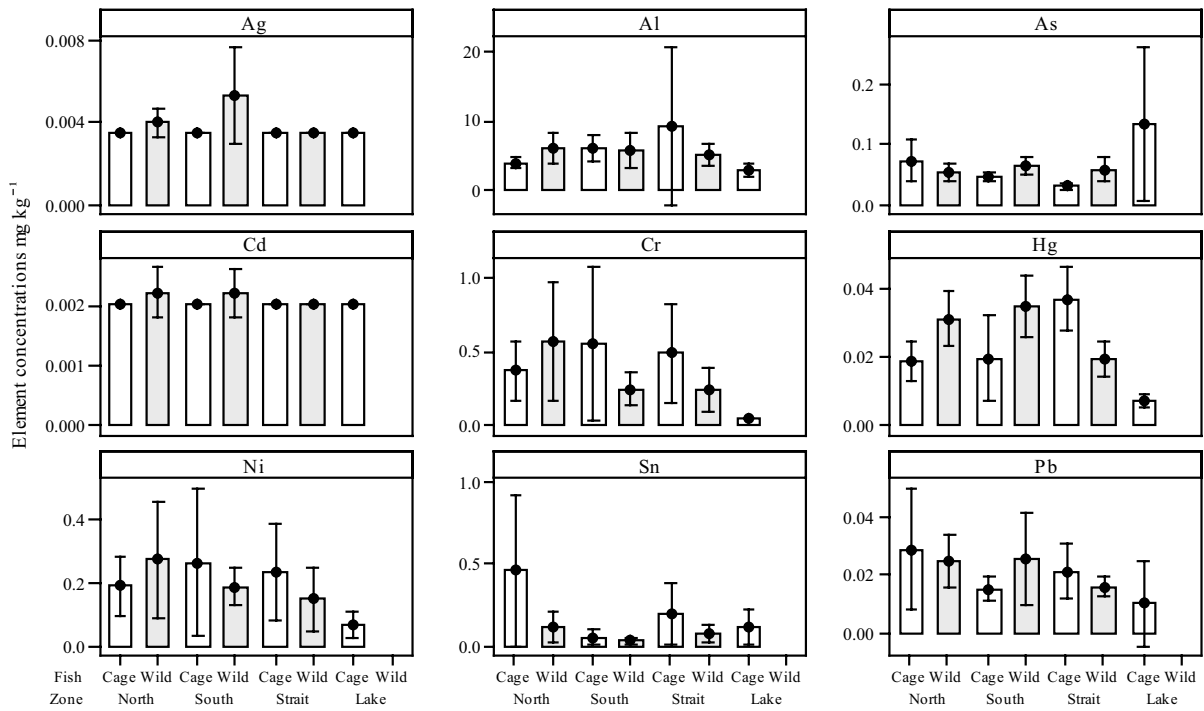 Element concentrations mg kg⁻¹
Ag
0.008
0.004
0.000
Al
20
10
0
As
0.2
0.1
0.0
Cd
0.002
0.001
0.000
Cr
1.0
0.5
0.0
Hg
0.04
0.02
0.00
Ni
0.4
0.2
0.0
Sn
1.0
0.5
0.0
Pb
0.04
0.02
0.00
Fish Cage Wild Cage Wild Cage Wild Cage Wild
Zone North South Strait Lake
Cage Wild Cage Wild Cage Wild Cage Wild
North South Strait Lake
Cage Wild Cage Wild Cage Wild Cage Wild
North South Strait Lake